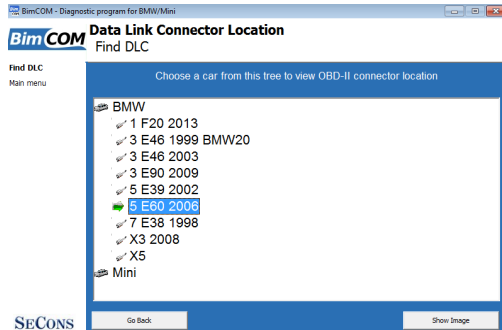 BimCOM - Diagnostic program for BMW/Mini
BimCOM
Data Link Connector Location
Find DLC
Find DLC
Main menu
Choose a car from this tree to view OBD-II connector location
BMW
1 F20 2013
3 E46 1999 BMW20
3 E46 2003
3 E90 2009
5 E39 2002
5 E60 2006
7 E38 1998
X3 2008
X5
Mini
SECONS
Go Back
Show Image